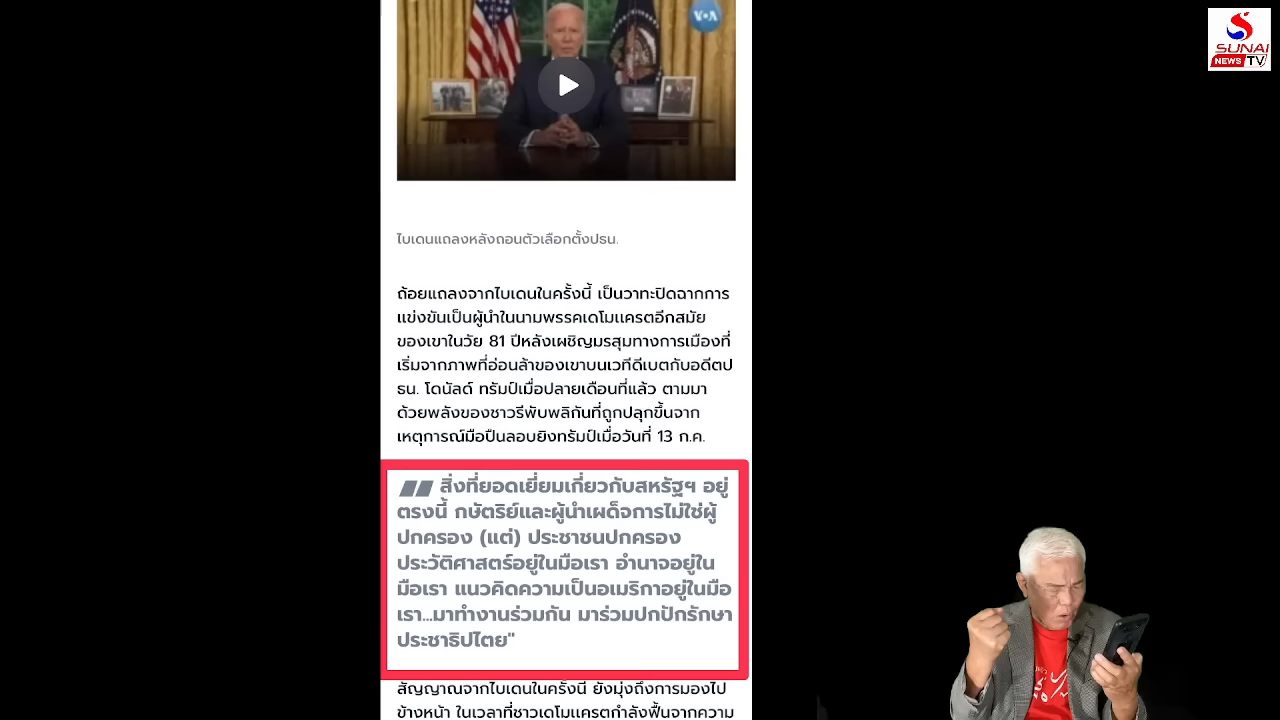 VOA
SUNAI
NEWS TV
ไบเดนแถลงหลังถอนตัวเลือกตั้งปธน.
ถ้อยแถลงจากไบเดนในครั้งนี้ เป็นวาทะปิดฉากการ
แข่งขันเป็นผู้นำในนามพรรคเดโมแครตอีกสมัย
ของเขาในวัย 81 ปีหลังเผชิญมรสุมทางการเมืองที่
เริ่มจากภาพที่อ่อนล้าของเขาบนเวทีดีเบตกับอดีตป
ธน. โดนัลด์ ทรัมป์เมื่อปลายเดือนที่แล้ว ตามมา
ด้วยพลังของชาวรีพับพลิกันที่ถูกปลุกขึ้นจาก
เหตุการณ์มือปืนลอบยิงทรัมป์เมื่อวันที่ 13 ก.ค.
สิ่งที่ยอดเยี่ยมเกี่ยวกับสหรัฐฯ อยู่
ตรงนี้ กษัตริย์และผู้นำเผด็จการไม่ใช่ผู้
ปกครอง (แต่) ประชาชนปกครอง
ประวัติศาสตร์อยู่ในมือเรา อำนาจอยู่ใน
มือเรา แนวคิดความเป็นอเมริกาอยู่ในมือ
เรา...มาทำงานร่วมกัน มาร่วมปกปักรักษา
ประชาธิปไตย"
สัญญาณจากไบเดนในครั้งนี้ ยังมุ่งถึงการมองไป
ข้างหน้า ในเวลาที่ชาวเดโมแครตกำลังฟื้นจากความ